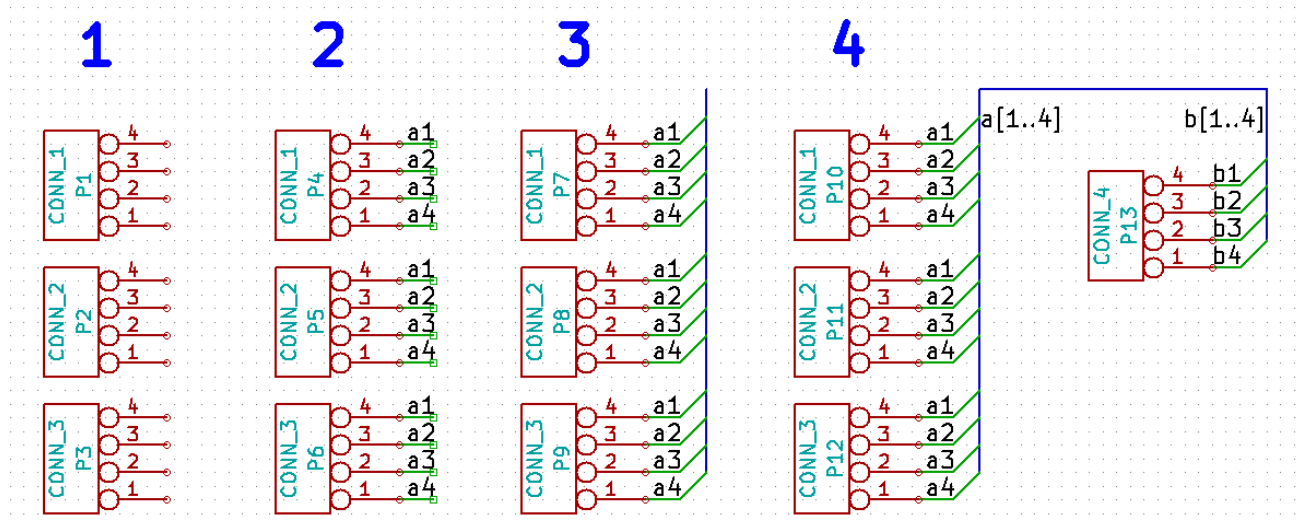 1 2 3 4
CONN_1
P1
4
3
2
1
CONN_2
P2
4
3
2
1
CONN_3
P3
4
3
2
1
CONN_1
P4
4 a1
3 a2
2 a3
1 a4
CONN_2
P5
4 a1
3 a2
2 a3
1 a4
CONN_3
P6
4 a1
3 a2
2 a3
1 a4
CONN_1
P7
4 a1
3 a2
2 a3
1 a4
CONN_2
P8
4 a1
3 a2
2 a3
1 a4
CONN_3
P9
4 a1
3 a2
2 a3
1 a4
CONN_1
P10
4 a1
3 a2
2 a3
1 a4
CONN_2
P11
4 a1
3 a2
2 a3
1 a4
CONN_3
P12
4 a1
3 a2
2 a3
1 a4
a[1..4]
b[1..4]
CONN_4
P13
4 b1
3 b2
2 b3
1 b4